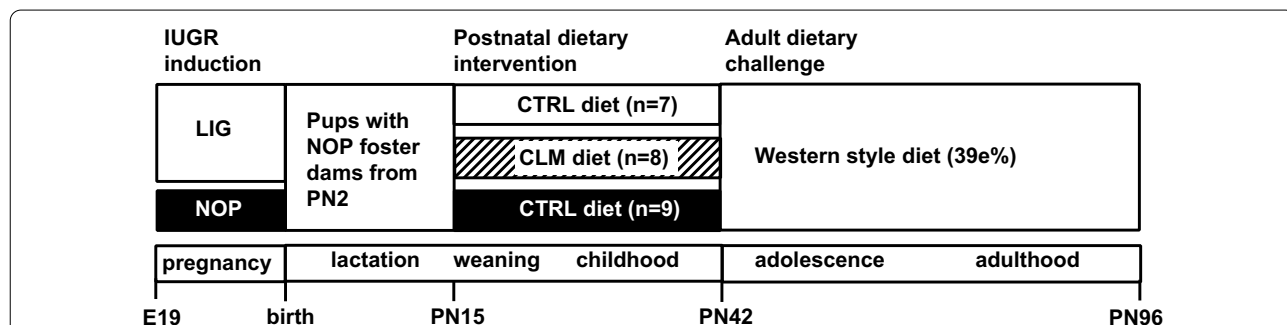 IUGR
induction
Postnatal dietary
intervention
Adult dietary
challenge
LIG
NOP
Pups with
NOP foster
dams from
PN2
CTRL diet (n=7)
CLM diet (n=8)
CTRL diet (n=9)
Western style diet (39e%)
pregnancy
lactation
weaning
childhood
adolescence
adulthood
E19
birth
PN15
PN42
PN96